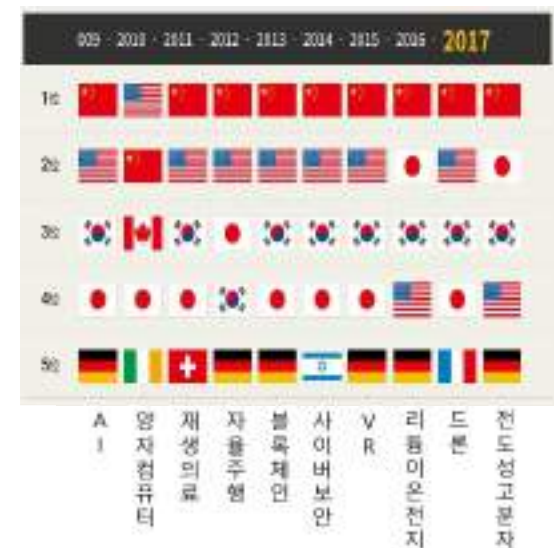 009 · 2010 · 2011 · 2012 · 2013 · 2014 · 2015 · 2016 · 2017
1위
2위
3위
4위
5위
AI
양자컴퓨터
재생의료
자율주행
블록체인
사이버보안
VR
리튬이온전지
드론
전도성고분자